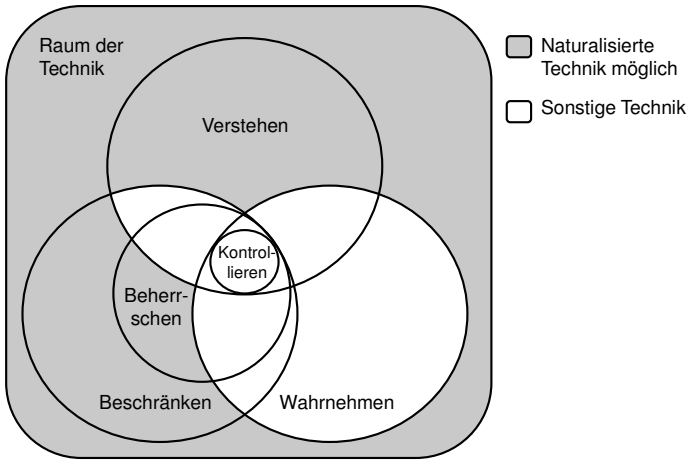 Raum der
Technik
Verstehen
Kontrol-
lieren
Beherr-
schen
Beschränken
Wahrnehmen
Naturalisierte
Technik möglich
Sonstige Technik